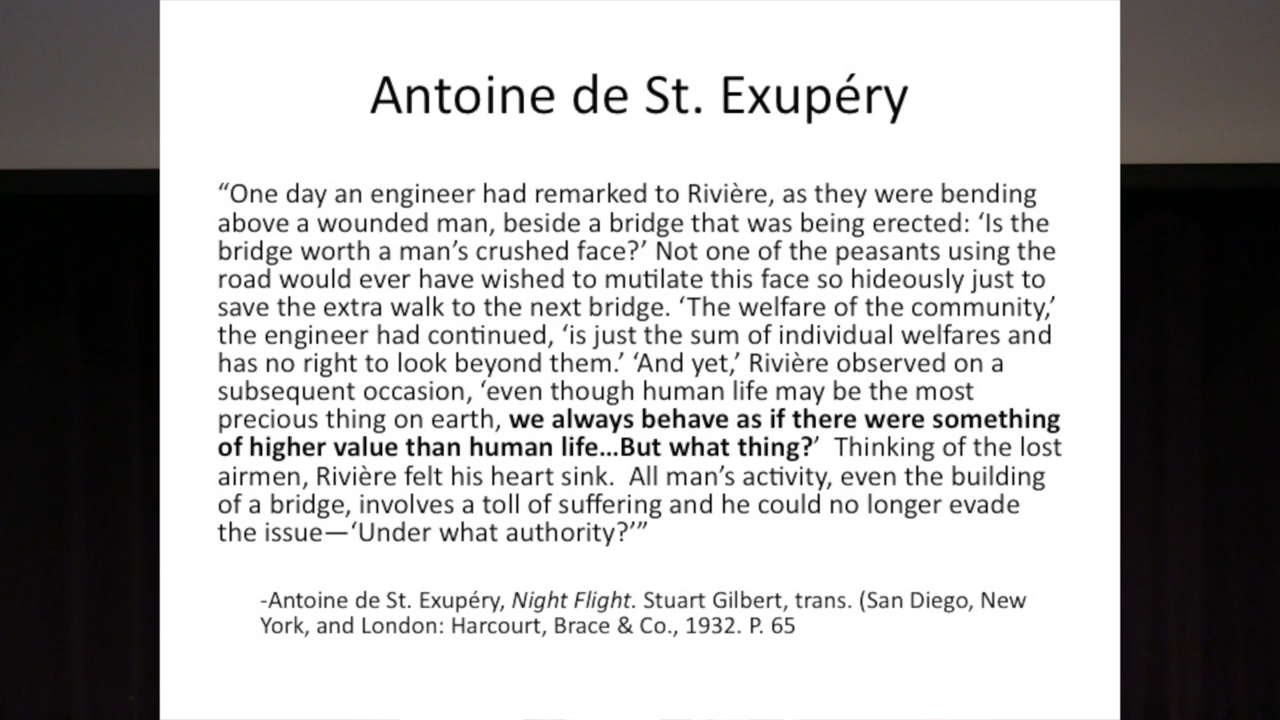 Antoine de St. Exupéry
“One day an engineer had remarked to Rivière, as they were bending
above a wounded man, beside a bridge that was being erected: ‘Is the
bridge worth a man’s crushed face?’ Not one of the peasants using the
road would ever have wished to mutilate this face so hideously just to
save the extra walk to the next bridge. ‘The welfare of the community,’
the engineer had continued, ‘is just the sum of individual welfares and
has no right to look beyond them.’ ‘And yet,’ Rivière observed on a
subsequent occasion, ‘even though human life may be the most
precious thing on earth, we always behave as if there were something
of higher value than human life…But what thing?’  Thinking of the lost
airmen, Rivière felt his heart sink.  All man’s activity, even the building
of a bridge, involves a toll of suffering and he could no longer evade
the issue—‘Under what authority?’”
-Antoine de St. Exupéry, Night Flight. Stuart Gilbert, trans. (San Diego, New
York, and London: Harcourt, Brace & Co., 1932. P. 65